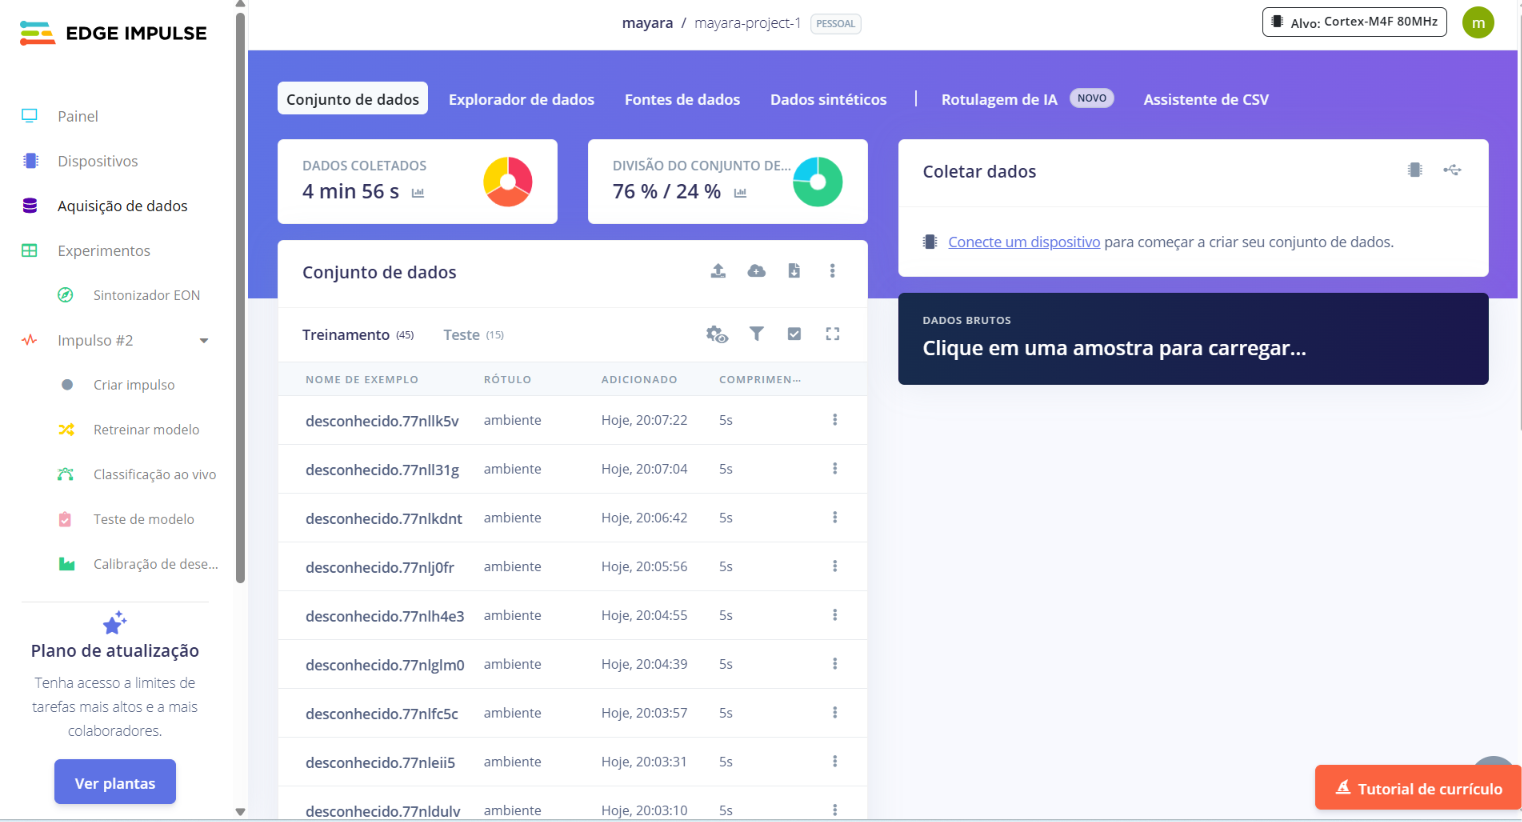 EDGE IMPULSE
mayara / mayara-project-1 PESSOAL
Alvo: Cortex-M4F 80MHz
m
Painel
Dispositivos
Aquisição de dados
Experimentos
Sintonizador EON
Impulso #2
Criar impulso
Retreinar modelo
Classificação ao vivo
Teste de modelo
Calibração de dese...
Plano de atualização
Tenha acesso a limites de
tarefas mais altos e a mais
colaboradores.
Ver plantas
Conjunto de dados Explorador de dados Fontes de dados Dados sintéticos | Rotulagem de IA NOVO Assistente de CSV
DADOS COLETADOS
4 min 56 s
DIVISÃO DO CONJUNTO DE...
76 % / 24 %
Conjunto de dados
Treinamento (45) Teste (15)
NOME DE EXEMPLO RÓTULO ADICIONADO COMPRIMEN...
desconhecido.77nllk5v ambiente Hoje, 20:07:22 5s
desconhecido.77nll31g ambiente Hoje, 20:07:04 5s
desconhecido.77nlkdnt ambiente Hoje, 20:06:42 5s
desconhecido.77nlj0fr ambiente Hoje, 20:05:56 5s
desconhecido.77nlh4e3 ambiente Hoje, 20:04:55 5s
desconhecido.77nlglm0 ambiente Hoje, 20:04:39 5s
desconhecido.77nlfc5c ambiente Hoje, 20:03:57 5s
desconhecido.77nleii5 ambiente Hoje, 20:03:31 5s
desconhecido.77nldulv ambiente Hoje, 20:03:10 5s
Coletar dados
Conecte um dispositivo para começar a criar seu conjunto de dados.
DADOS BRUTOS
Clique em uma amostra para carregar...
Tutorial de currículo